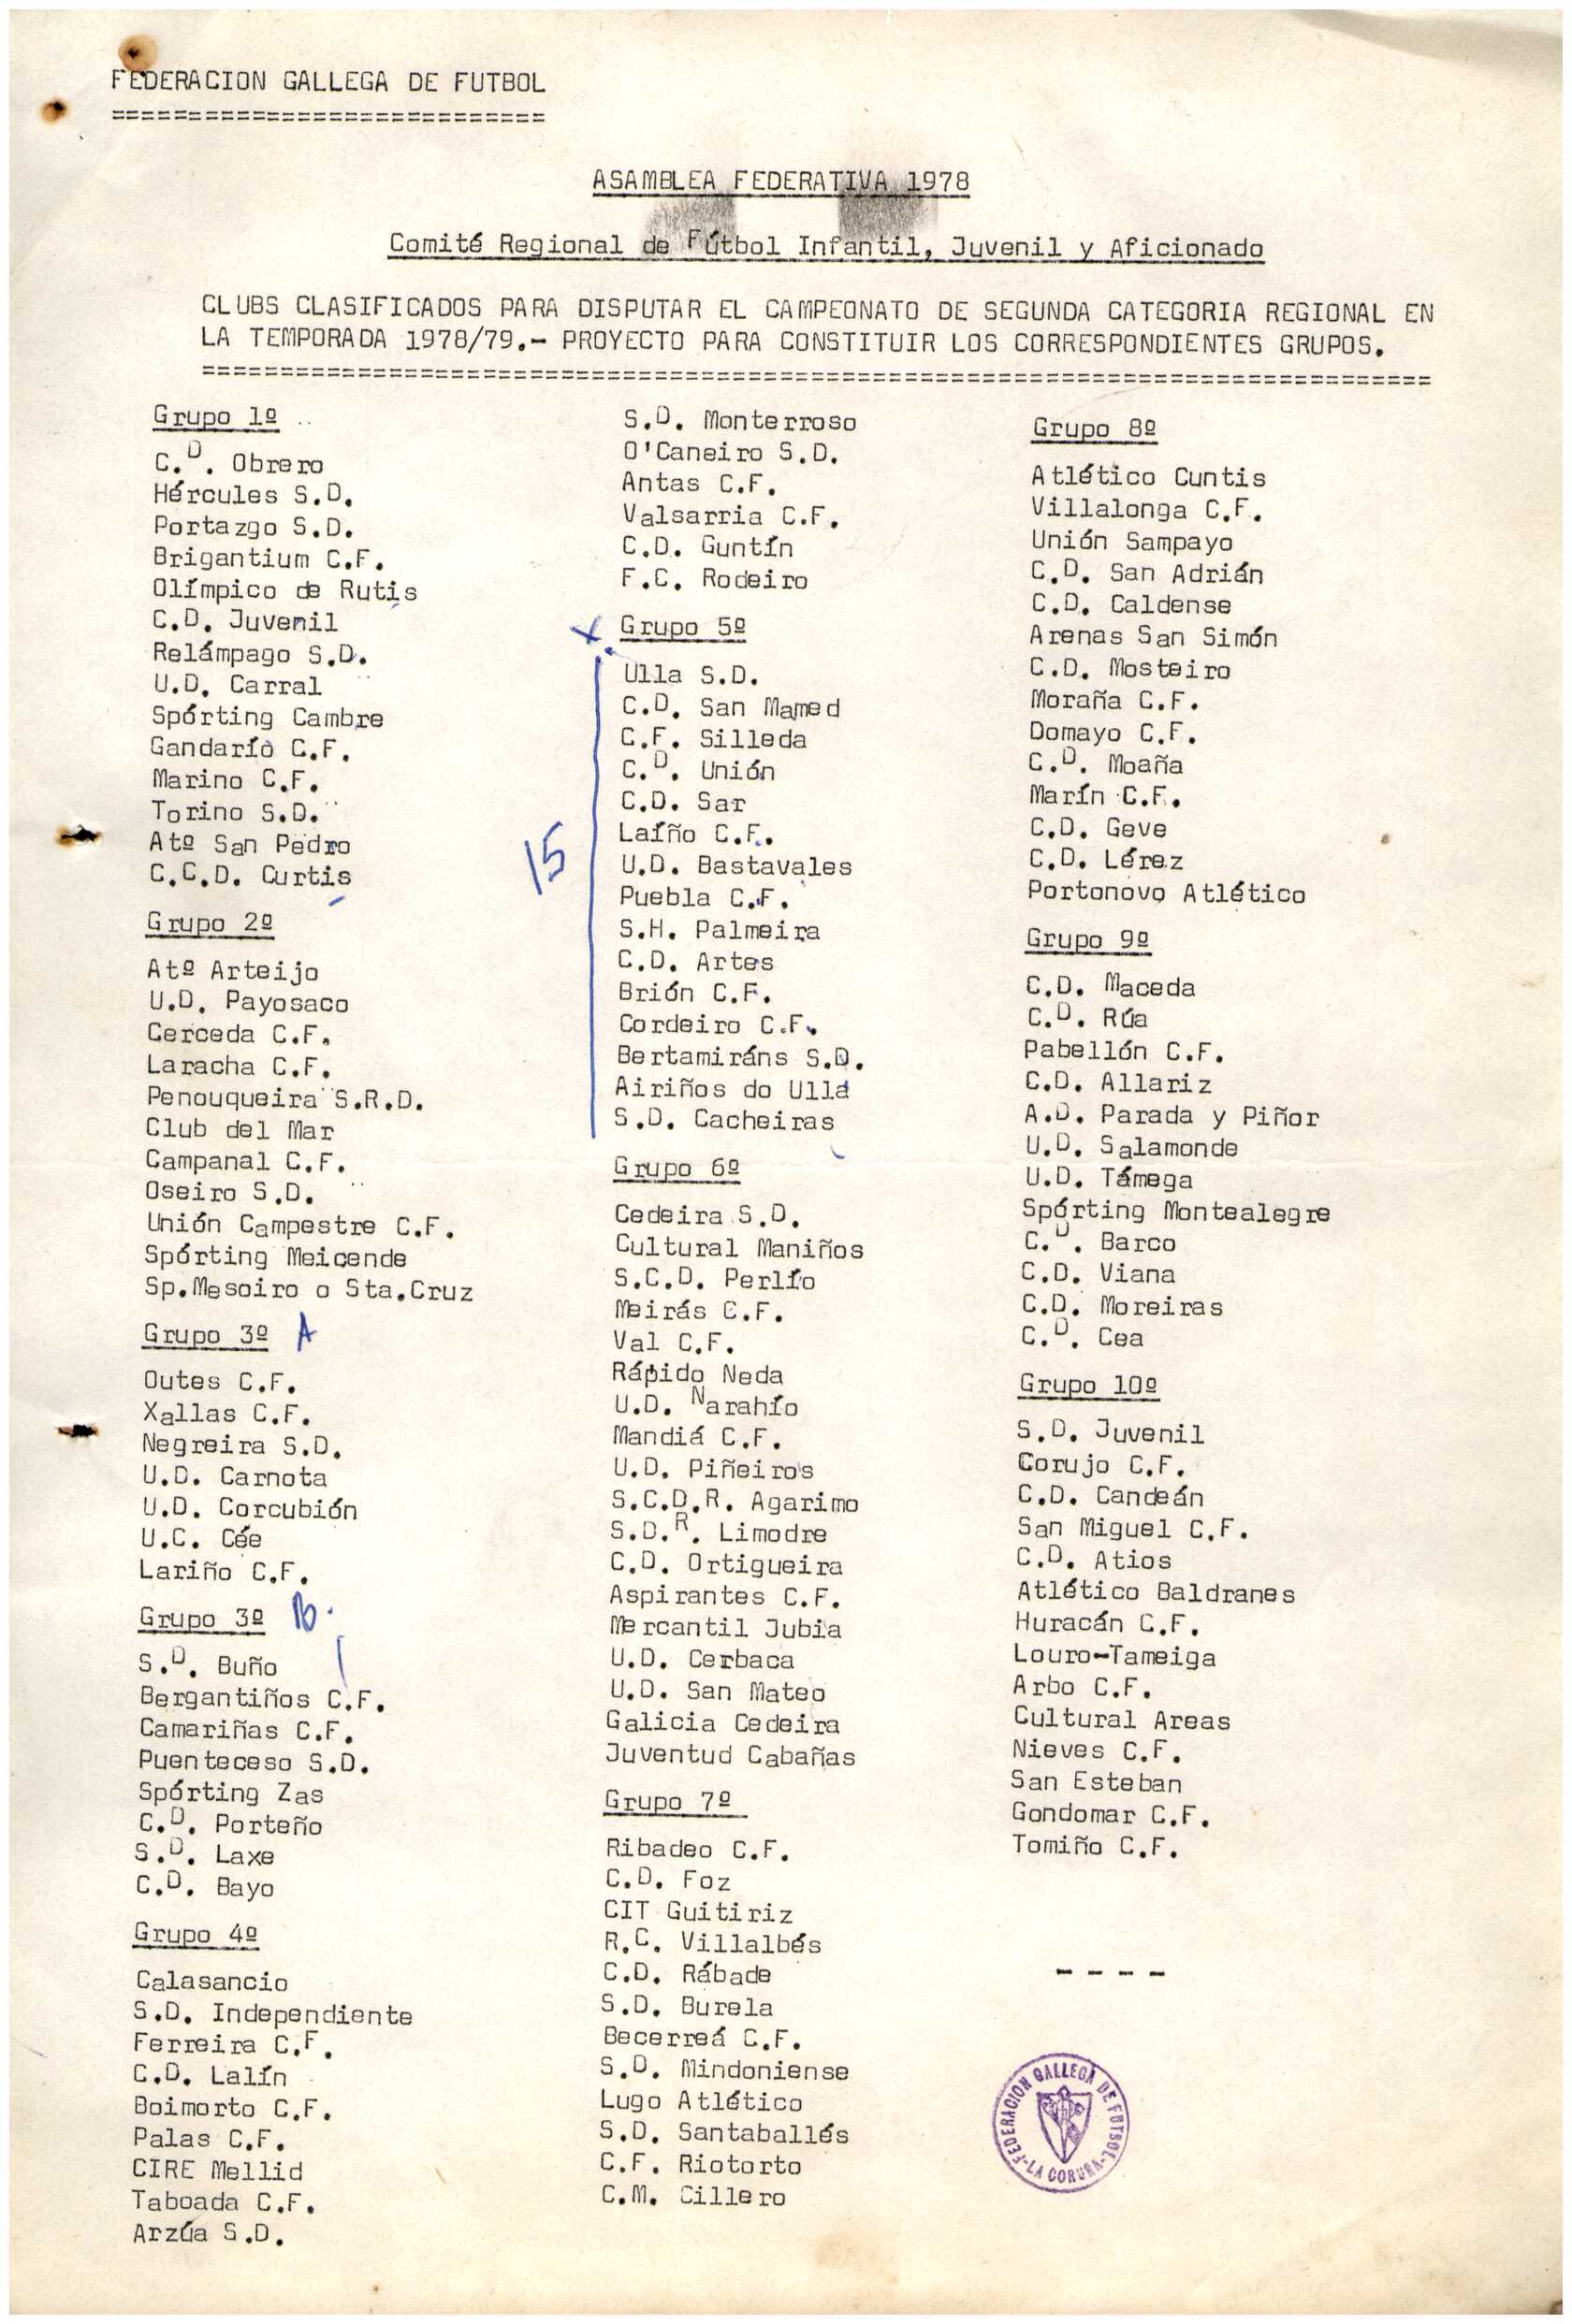 FEDERACION GALLEGA DE FUTBOL
============================
ASAMBLEA FEDERATIVA 1978
Comité Regional de Fútbol Infantil, Juvenil y Aficionado
CLUBS CLASIFICADOS PARA DISPUTAR EL CAMPEONATO DE SEGUNDA CATEGORIA REGIONAL EN
LA TEMPORADA 1978/79.- PROYECTO PARA CONSTITUIR LOS CORRESPONDIENTES GRUPOS.
===============================================================================
Grupo 1º
C.D. Obrero
Hércules S.D.
Portazgo S.D.
Brigantium C.F.
Olímpico de Rutis
C.D. Juvenil
Relámpago S.D.
U.D. Carral
Spórting Cambre
Gandarío C.F.
Marino C.F.
Torino S.D.
Atº San Pedro
C.C.D. Curtis
Grupo 2º
Atº Arteijo
U.D. Payosaco
Cerceda C.F.
Laracha C.F.
Penouqueira S.R.D.
Club del Mar
Campanal C.F.
Oseiro S.D.
Unión Campestre C.F.
Spórting Meicende
Sp.Mesoiro o Sta.Cruz
Grupo 3º A
Outes C.F.
Xallas C.F.
Negreira S.D.
U.D. Carnota
U.D. Corcubión
U.C. Cée
Lariño C.F.
Grupo 3º B.
S.D. Buño
Bergantiños C.F.
Camariñas C.F.
Puenteceso S.D.
Spórting Zas
C.D. Porteño
S.D. Laxe
C.D. Bayo
Grupo 4º
Calasancio
S.D. Independiente
Ferreira C.F.
C.D. Lalín
Boimorto C.F.
Palas C.F.
CIRE Mellid
Taboada C.F.
Arzúa S.D.
S.D. Monterroso
O'Caneiro S.D.
Antas C.F.
Valsarria C.F.
C.D. Guntín
F.C. Rodeiro
x Grupo 5º
15
Ulla S.D.
C.D. San Mamed
C.F. Silleda
C.D. Unión
C.D. Sar
Laíño C.F.
U.D. Bastavales
Puebla C.F.
S.H. Palmeira
C.D. Artes
Brión C.F.
Cordeiro C.F.
Bertamiráns S.D.
Airiños do Ulla
S.D. Cacheiras
Grupo 6º
Cedeira S.D.
Cultural Maniños
S.C.D. Perlío
Meirás C.F.
Val C.F.
Rápido Neda
U.D. Narahío
Mandiá C.F.
U.D. Piñeiros
S.C.D.R. Agarimo
S.D.R. Limodre
C.D. Ortigueira
Aspirantes C.F.
Mercantil Jubia
U.D. Cerbaca
U.D. San Mateo
Galicia Cedeira
Juventud Cabañas
Grupo 7º
Ribadeo C.F.
C.D. Foz
CIT Guitiriz
R.C. Villalbés
C.D. Rábade
S.D. Burela
Becerreá C.F.
S.D. Mindoniense
Lugo Atlético
S.D. Santaballés
C.F. Riotorto
C.M. Cillero
Grupo 8º
Atlético Cuntis
Villalonga C.F.
Unión Sampayo
C.D. San Adrián
C.D. Caldense
Arenas San Simón
C.D. Mosteiro
Moraña C.F.
Domayo C.F.
C.D. Moaña
Marín C.F.
C.D. Geve
C.D. Lérez
Portonovo Atlético
Grupo 9º
C.D. Maceda
C.D. Rúa
Pabellón C.F.
C.D. Allariz
A.D. Parada y Piñor
U.D. Salamonde
U.D. Támega
Spórting Montealegre
C.D. Barco
C.D. Viana
C.D. Moreiras
C.D. Cea
Grupo 10º
S.D. Juvenil
Corujo C.F.
C.D. Candeán
San Miguel C.F.
C.D. Atios
Atlético Baldranes
Huracán C.F.
Louro-Tameiga
Arbo C.F.
Cultural Areas
Nieves C.F.
San Esteban
Gondomar C.F.
Tomiño C.F.
- - - -
FEDERACION GALLEGA DE FUTBOL
-LA CORUÑA-